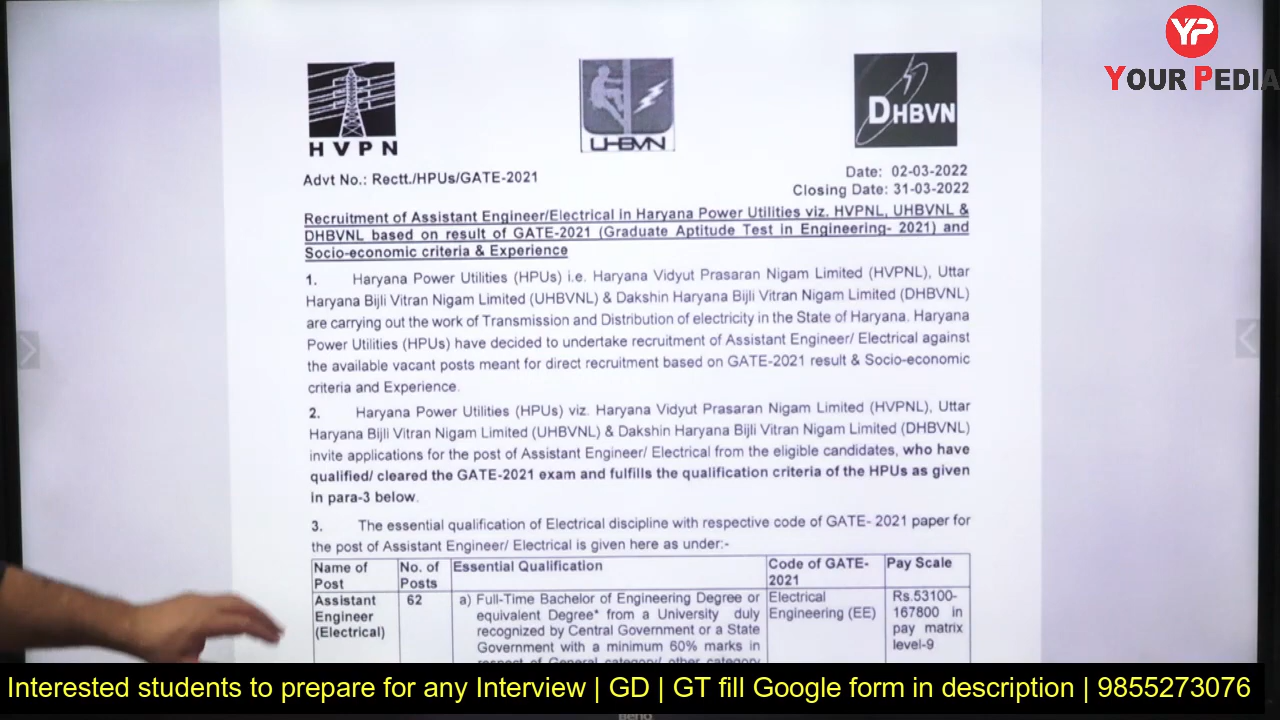 YP
YOUR PEDIA
HVPN
UHBVN
DHBVN
Advt No.: Rectt./HPUs/GATE-2021
Date: 02-03-2022
Closing Date: 31-03-2022
Recruitment of Assistant Engineer/Electrical in Haryana Power Utilities viz. HVPNL, UHBVNL &
DHBVNL based on result of GATE-2021 (Graduate Aptitude Test in Engineering- 2021) and
Socio-economic criteria & Experience
1. Haryana Power Utilities (HPUs) i.e. Haryana Vidyut Prasaran Nigam Limited (HVPNL), Uttar
Haryana Bijli Vitran Nigam Limited (UHBVNL) & Dakshin Haryana Bijli Vitran Nigam Limited (DHBVNL)
are carrying out the work of Transmission and Distribution of electricity in the State of Haryana. Haryana
Power Utilities (HPUs) have decided to undertake recruitment of Assistant Engineer/ Electrical against
the available vacant posts meant for direct recruitment based on GATE-2021 result & Socio-economic
criteria and Experience.
2. Haryana Power Utilities (HPUs) viz. Haryana Vidyut Prasaran Nigam Limited (HVPNL), Uttar
Haryana Bijli Vitran Nigam Limited (UHBVNL) & Dakshin Haryana Bijli Vitran Nigam Limited (DHBVNL)
invite applications for the post of Assistant Engineer/ Electrical from the eligible candidates, who have
qualified/ cleared the GATE-2021 exam and fulfills the qualification criteria of the HPUs as given
in para-3 below.
3. The essential qualification of Electrical discipline with respective code of GATE- 2021 paper for
the post of Assistant Engineer/ Electrical is given here as under:-
Name of
Post
No. of
Posts
Essential Qualification
Code of GATE-
2021
Pay Scale
Assistant
Engineer
(Electrical)
62
a) Full-Time Bachelor of Engineering Degree or
equivalent Degree* from a University duly
recognized by Central Government or a State
Government with a minimum 60% marks in
respect of General category/ other category
Electrical
Engineering (EE)
Rs.53100-
167800 in
pay matrix
level-9
Interested students to prepare for any Interview | GD | GT fill Google form in description | 9855273076
BenQ